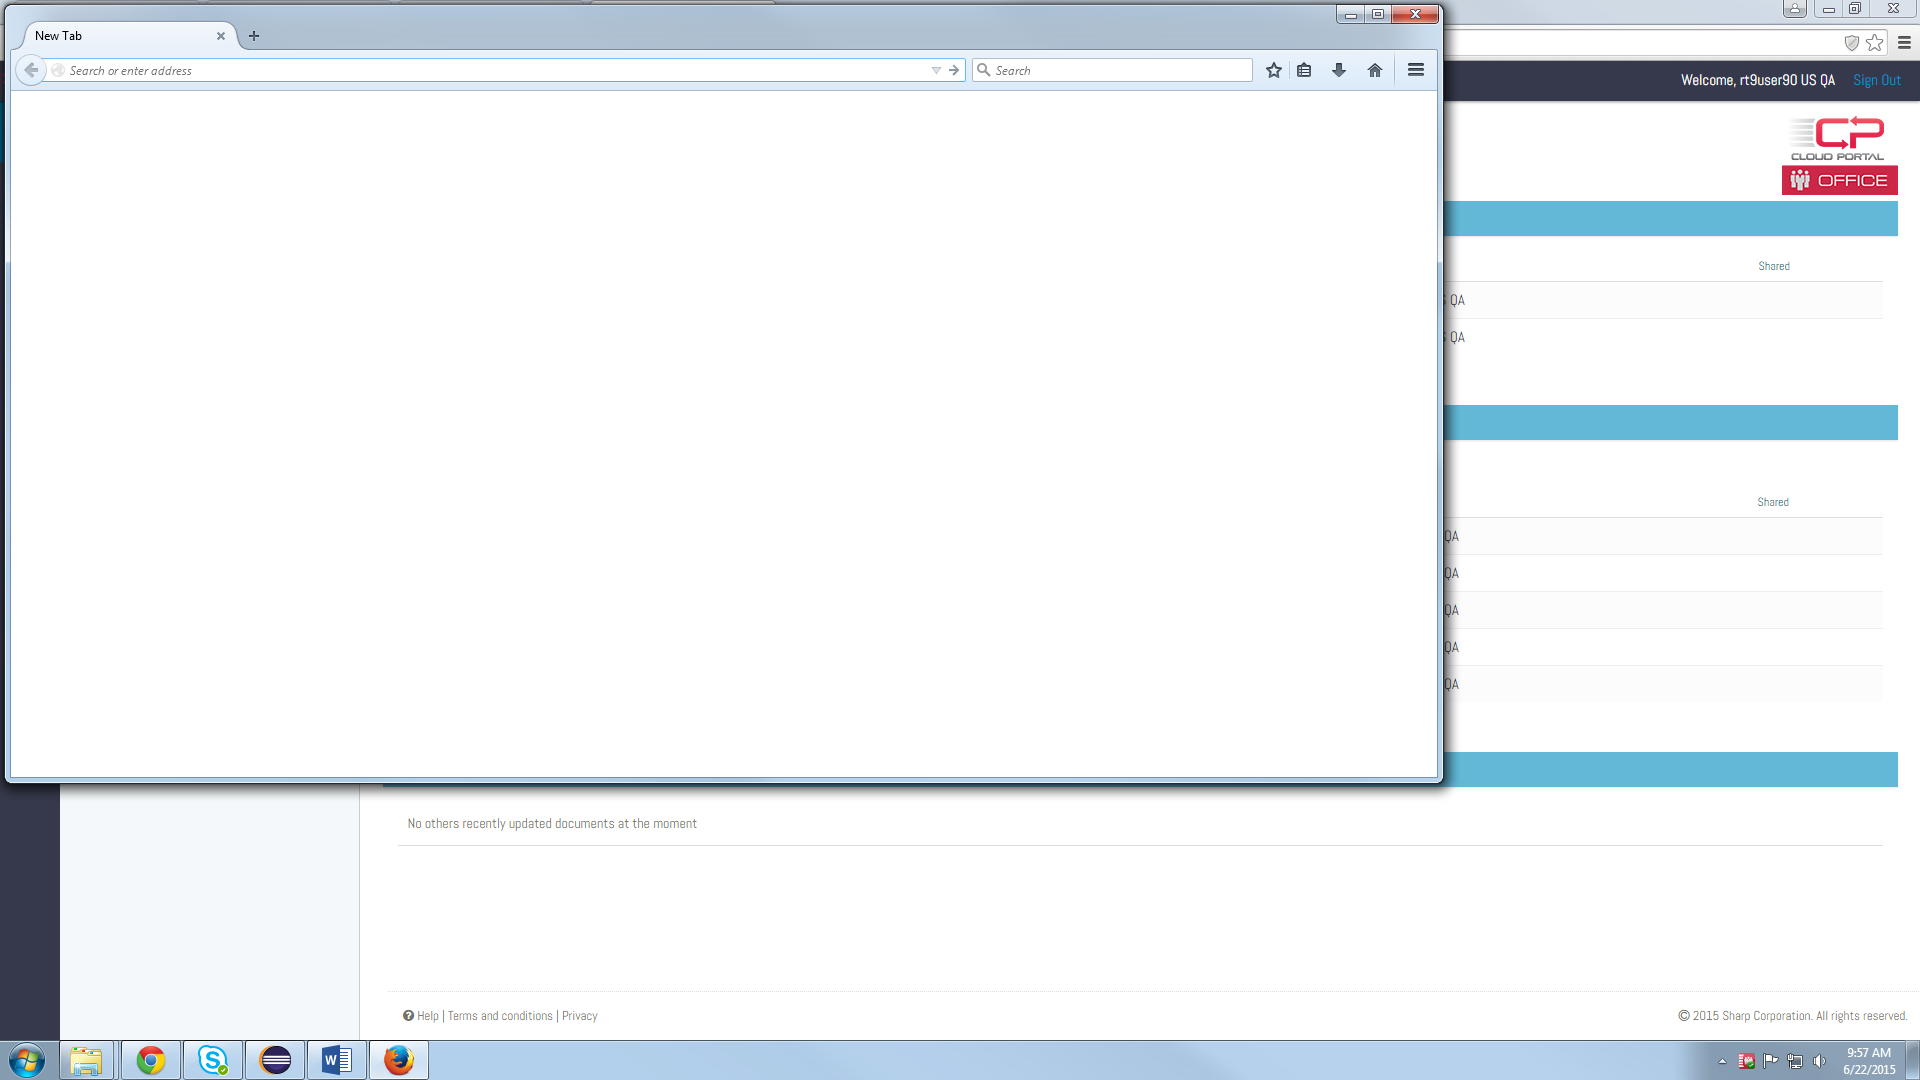 New Tab
Search or enter address
Search
Welcome, rt9user90 US QA
Sign Out
CP
CLOUD PORTAL
OFFICE
Shared
QA
QA
Shared
QA
QA
QA
QA
QA
No others recently updated documents at the moment
Help | Terms and conditions | Privacy
© 2015 Sharp Corporation. All rights reserved.
9:57 AM
6/22/2015